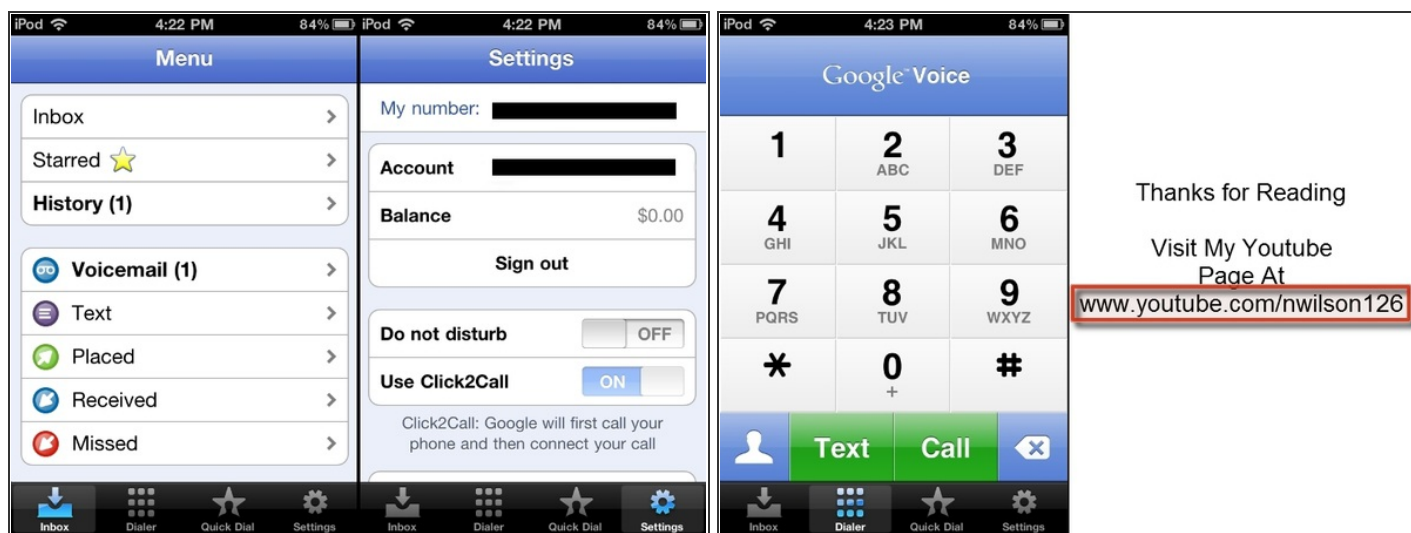 iPod 4:22 PM 84%
Menu
Inbox
Starred
History (1)
Voicemail (1)
Text
Placed
Received
Missed
Inbox Dialer Quick Dial Settings
iPod 4:22 PM 84%
Settings
My number:
Account
Balance $0.00
Sign out
Do not disturb OFF
Use Click2Call ON
Click2Call: Google will first call your
phone and then connect your call
Inbox Dialer Quick Dial Settings
iPod 4:23 PM 84%
Google™ Voice
1 2 3
ABC DEF
4 5 6
GHI JKL MNO
7 8 9
PQRS TUV WXYZ
* 0 #
+
Text Call
Inbox Dialer Quick Dial Settings
Thanks for Reading
Visit My Youtube
Page At
www.youtube.com/nwilson126